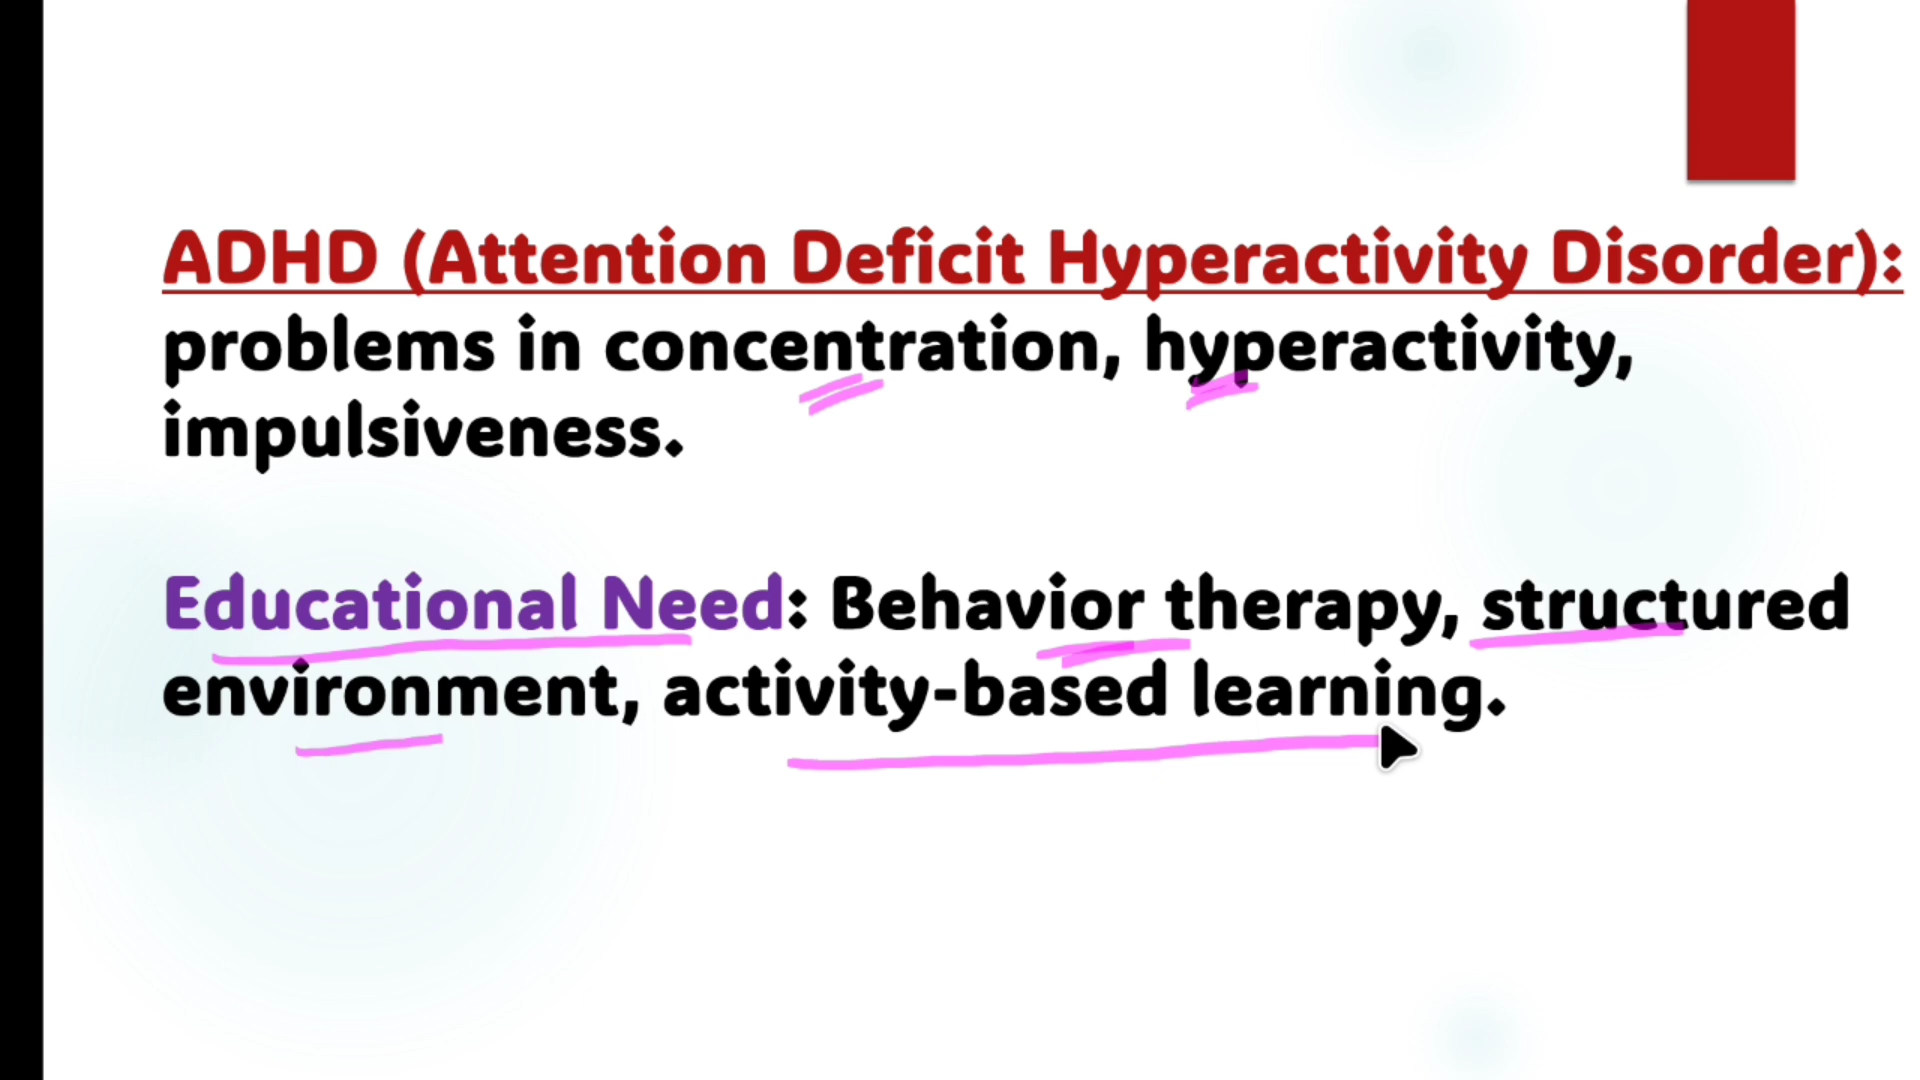 ADHD (Attention Deficit Hyperactivity Disorder):
problems in concentration, hyperactivity,
impulsiveness.
Educational Need: Behavior therapy, structured
environment, activity-based learning.